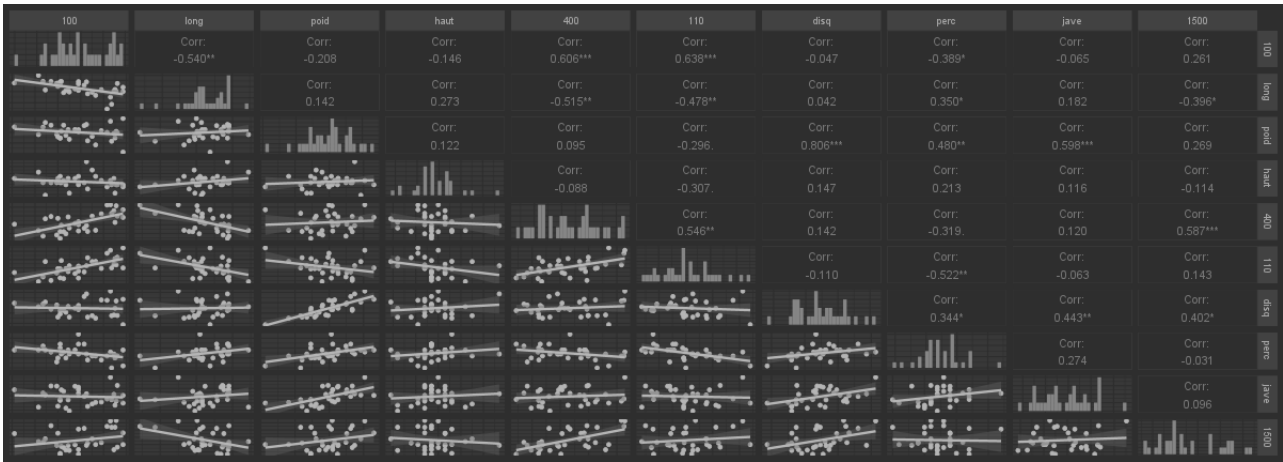 100 long poid haut 400 110 disq perc jave 1500
Corr: Corr: Corr: Corr: Corr: Corr: Corr: Corr: Corr:
-0.540** -0.208 -0.146 0.606*** 0.638*** -0.047 -0.389* -0.065 0.261
100
Corr: Corr: Corr: Corr: Corr: Corr: Corr: Corr:
0.142 0.273 -0.515** -0.478** 0.042 0.350* 0.182 -0.396*
long
Corr: Corr: Corr: Corr: Corr: Corr: Corr:
0.122 0.095 -0.296. 0.806*** 0.480** 0.598*** 0.269
poid
Corr: Corr: Corr: Corr: Corr: Corr:
-0.088 -0.307. 0.147 0.213 0.116 -0.114
haut
Corr: Corr: Corr: Corr: Corr:
0.546** 0.142 -0.319. 0.120 0.587***
400
Corr: Corr: Corr: Corr:
-0.110 -0.522** -0.063 0.143
110
Corr: Corr: Corr:
0.344* 0.443** 0.402*
disq
Corr: Corr:
0.274 -0.031
perc
Corr:
0.096
jave
1500